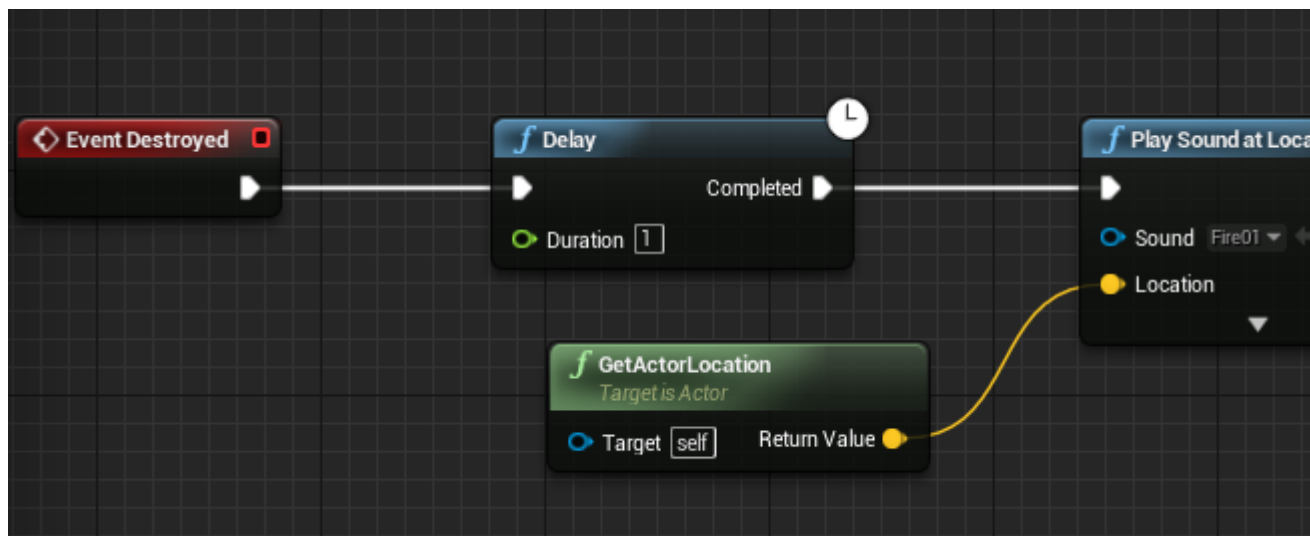 Event Destroyed
Delay
Completed
Duration 1
Play Sound at Loca
Sound Fire01
Location
GetActorLocation
Target is Actor
Target self Return Value